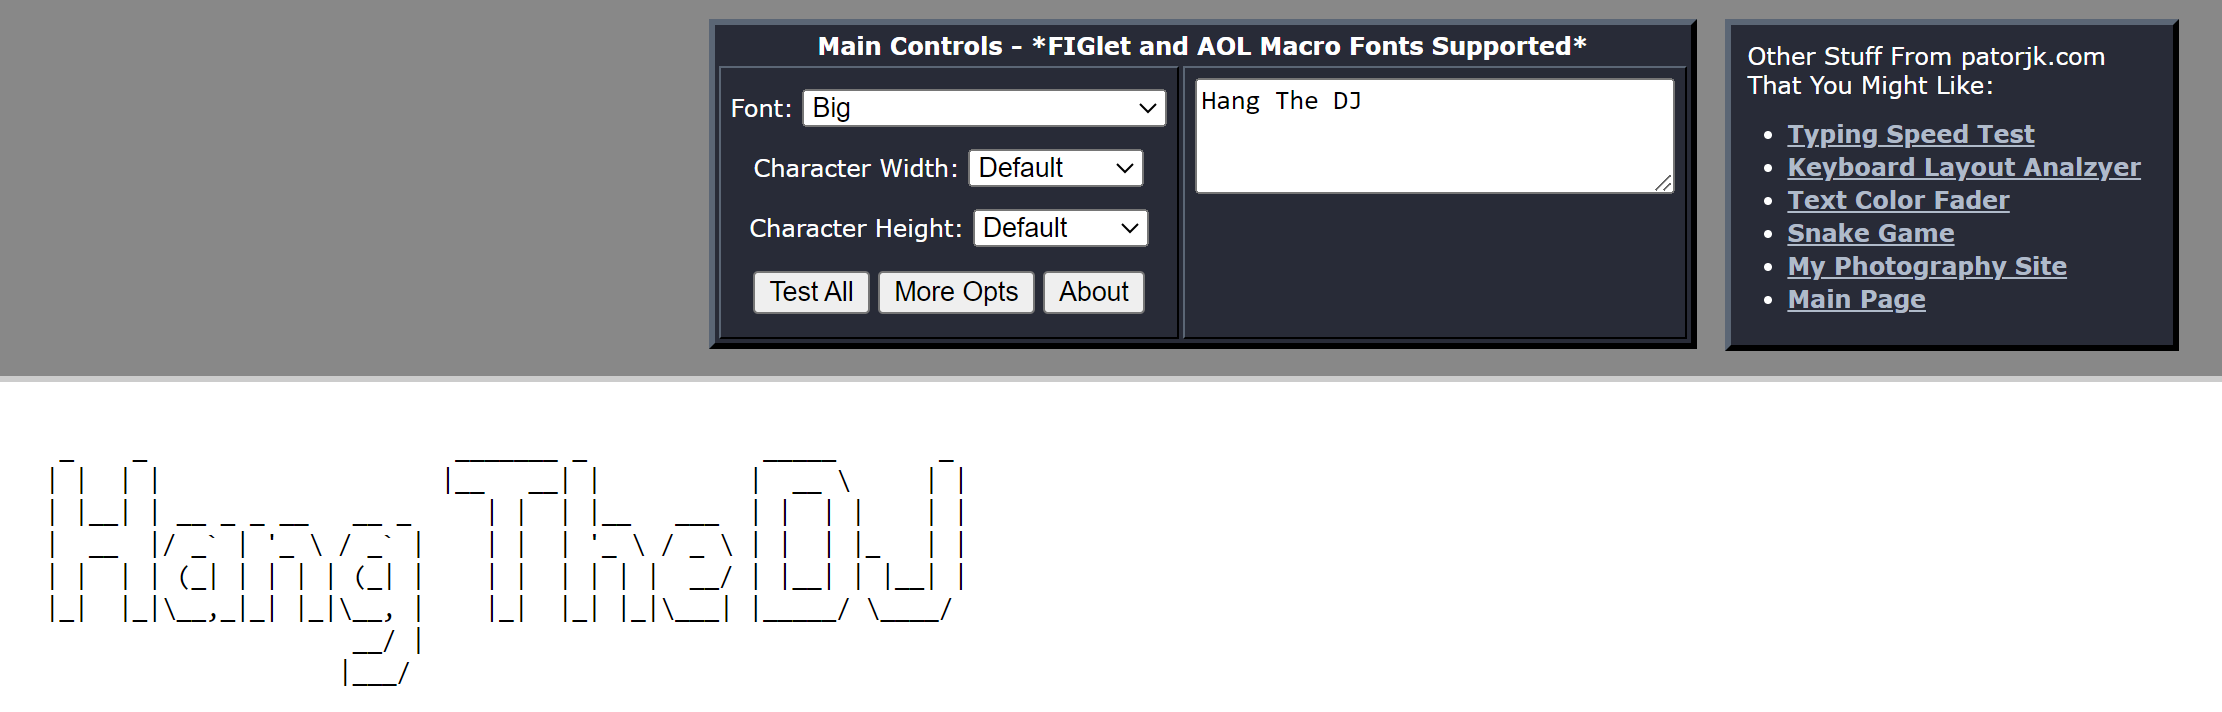 Main Controls – *FIGlet and AOL Macro Fonts Supported*
Font: Big
Character Width: Default
Character Height: Default
Test All More Opts About
Hang The DJ
Other Stuff From patorjk.com
That You Might Like:
• Typing Speed Test
• Keyboard Layout Analzyer
• Text Color Fader
• Snake Game
• My Photography Site
• Main Page
Hang The DJ